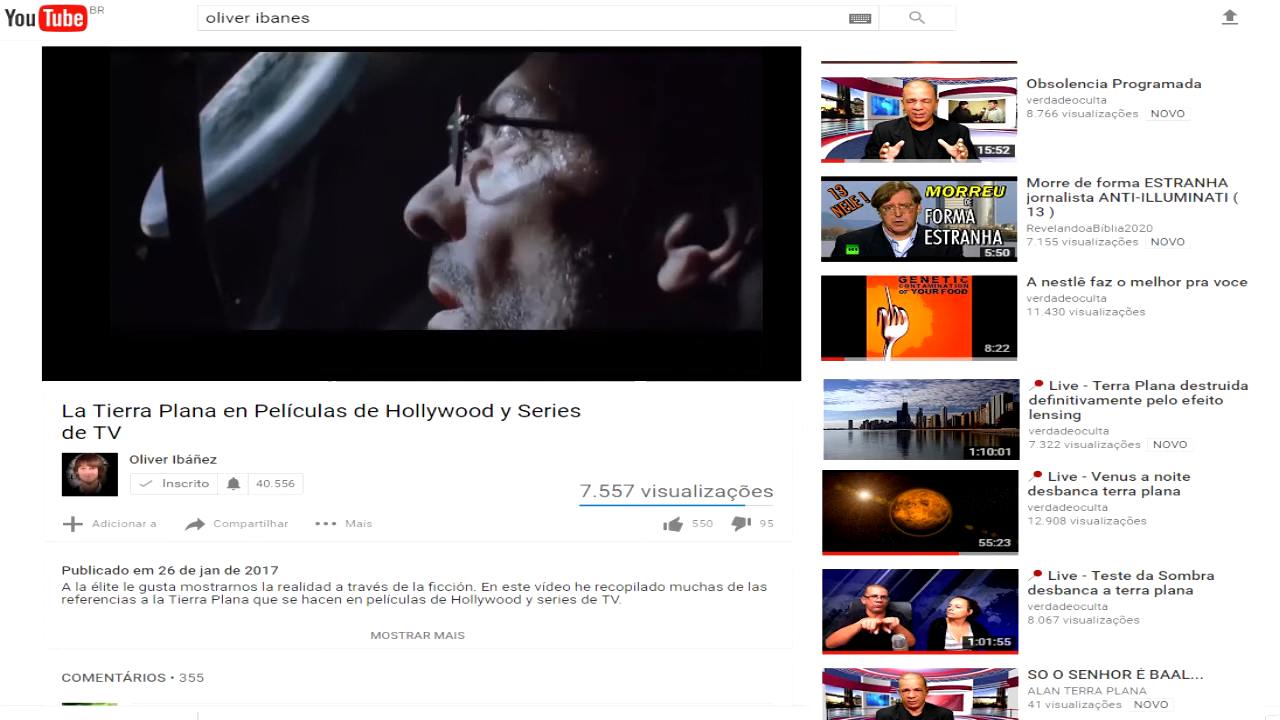 YouTube BR
oliver ibanes
La Tierra Plana en Películas de Hollywood y Series
de TV
Oliver Ibáñez
Inscrito 40.556
7.557 visualizações
Adicionar a Compartilhar Mais 550 95
Publicado em 26 de jan de 2017
A la élite le gusta mostrarnos la realidad a través de la ficción. En este vídeo he recopilado muchas de las
referencias a la Tierra Plana que se hacen en películas de Hollywood y series de TV.
MOSTRAR MAIS
COMENTÁRIOS • 355
Obsolencia Programada
verdadeoculta
8.766 visualizações NOVO
15:52
13
NELE !
MORREU
DE
FORMA
ESTRANHA
5:50
Morre de forma ESTRANHA
jornalista ANTI-ILLUMINATI (
13 )
RevelandoaBíblia2020
7.155 visualizações NOVO
GENETIC
CONTAMINATION
OF YOUR FOOD
8:22
A nestlê faz o melhor pra voce
verdadeoculta
11.430 visualizações
1:10:01
Live - Terra Plana destruida
definitivamente pelo efeito
lensing
verdadeoculta
7.322 visualizações NOVO
55:23
Live - Venus a noite
desbanca terra plana
verdadeoculta
12.908 visualizações
1:01:55
Live - Teste da Sombra
desbanca a terra plana
verdadeoculta
8.067 visualizações
SO O SENHOR É BAAL...
ALAN TERRA PLANA
41 visualizações NOVO